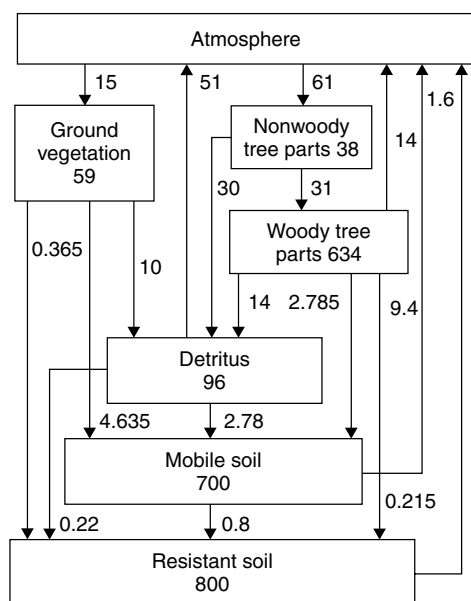 Atmosphere
15
51
61
1.6
Ground
vegetation
59
Nonwoody
tree parts 38
14
30
31
0.365
Woody tree
parts 634
10
14
2.785
9.4
Detritus
96
4.635
2.78
Mobile soil
700
0.22
0.8
0.215
Resistant soil
800